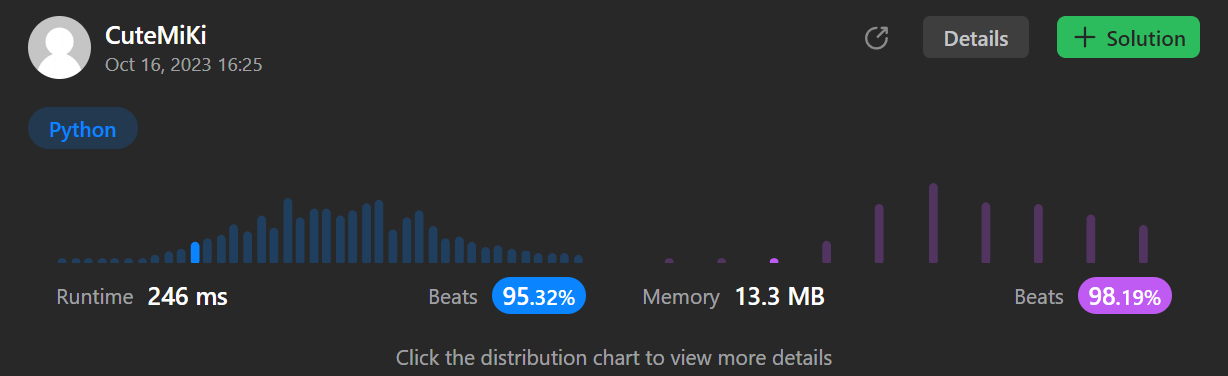 CuteMiKi
Oct 16, 2023 16:25
Details
Solution
Python
Runtime 246 ms Beats 95.32%
Memory 13.3 MB Beats 98.19%
Click the distribution chart to view more details